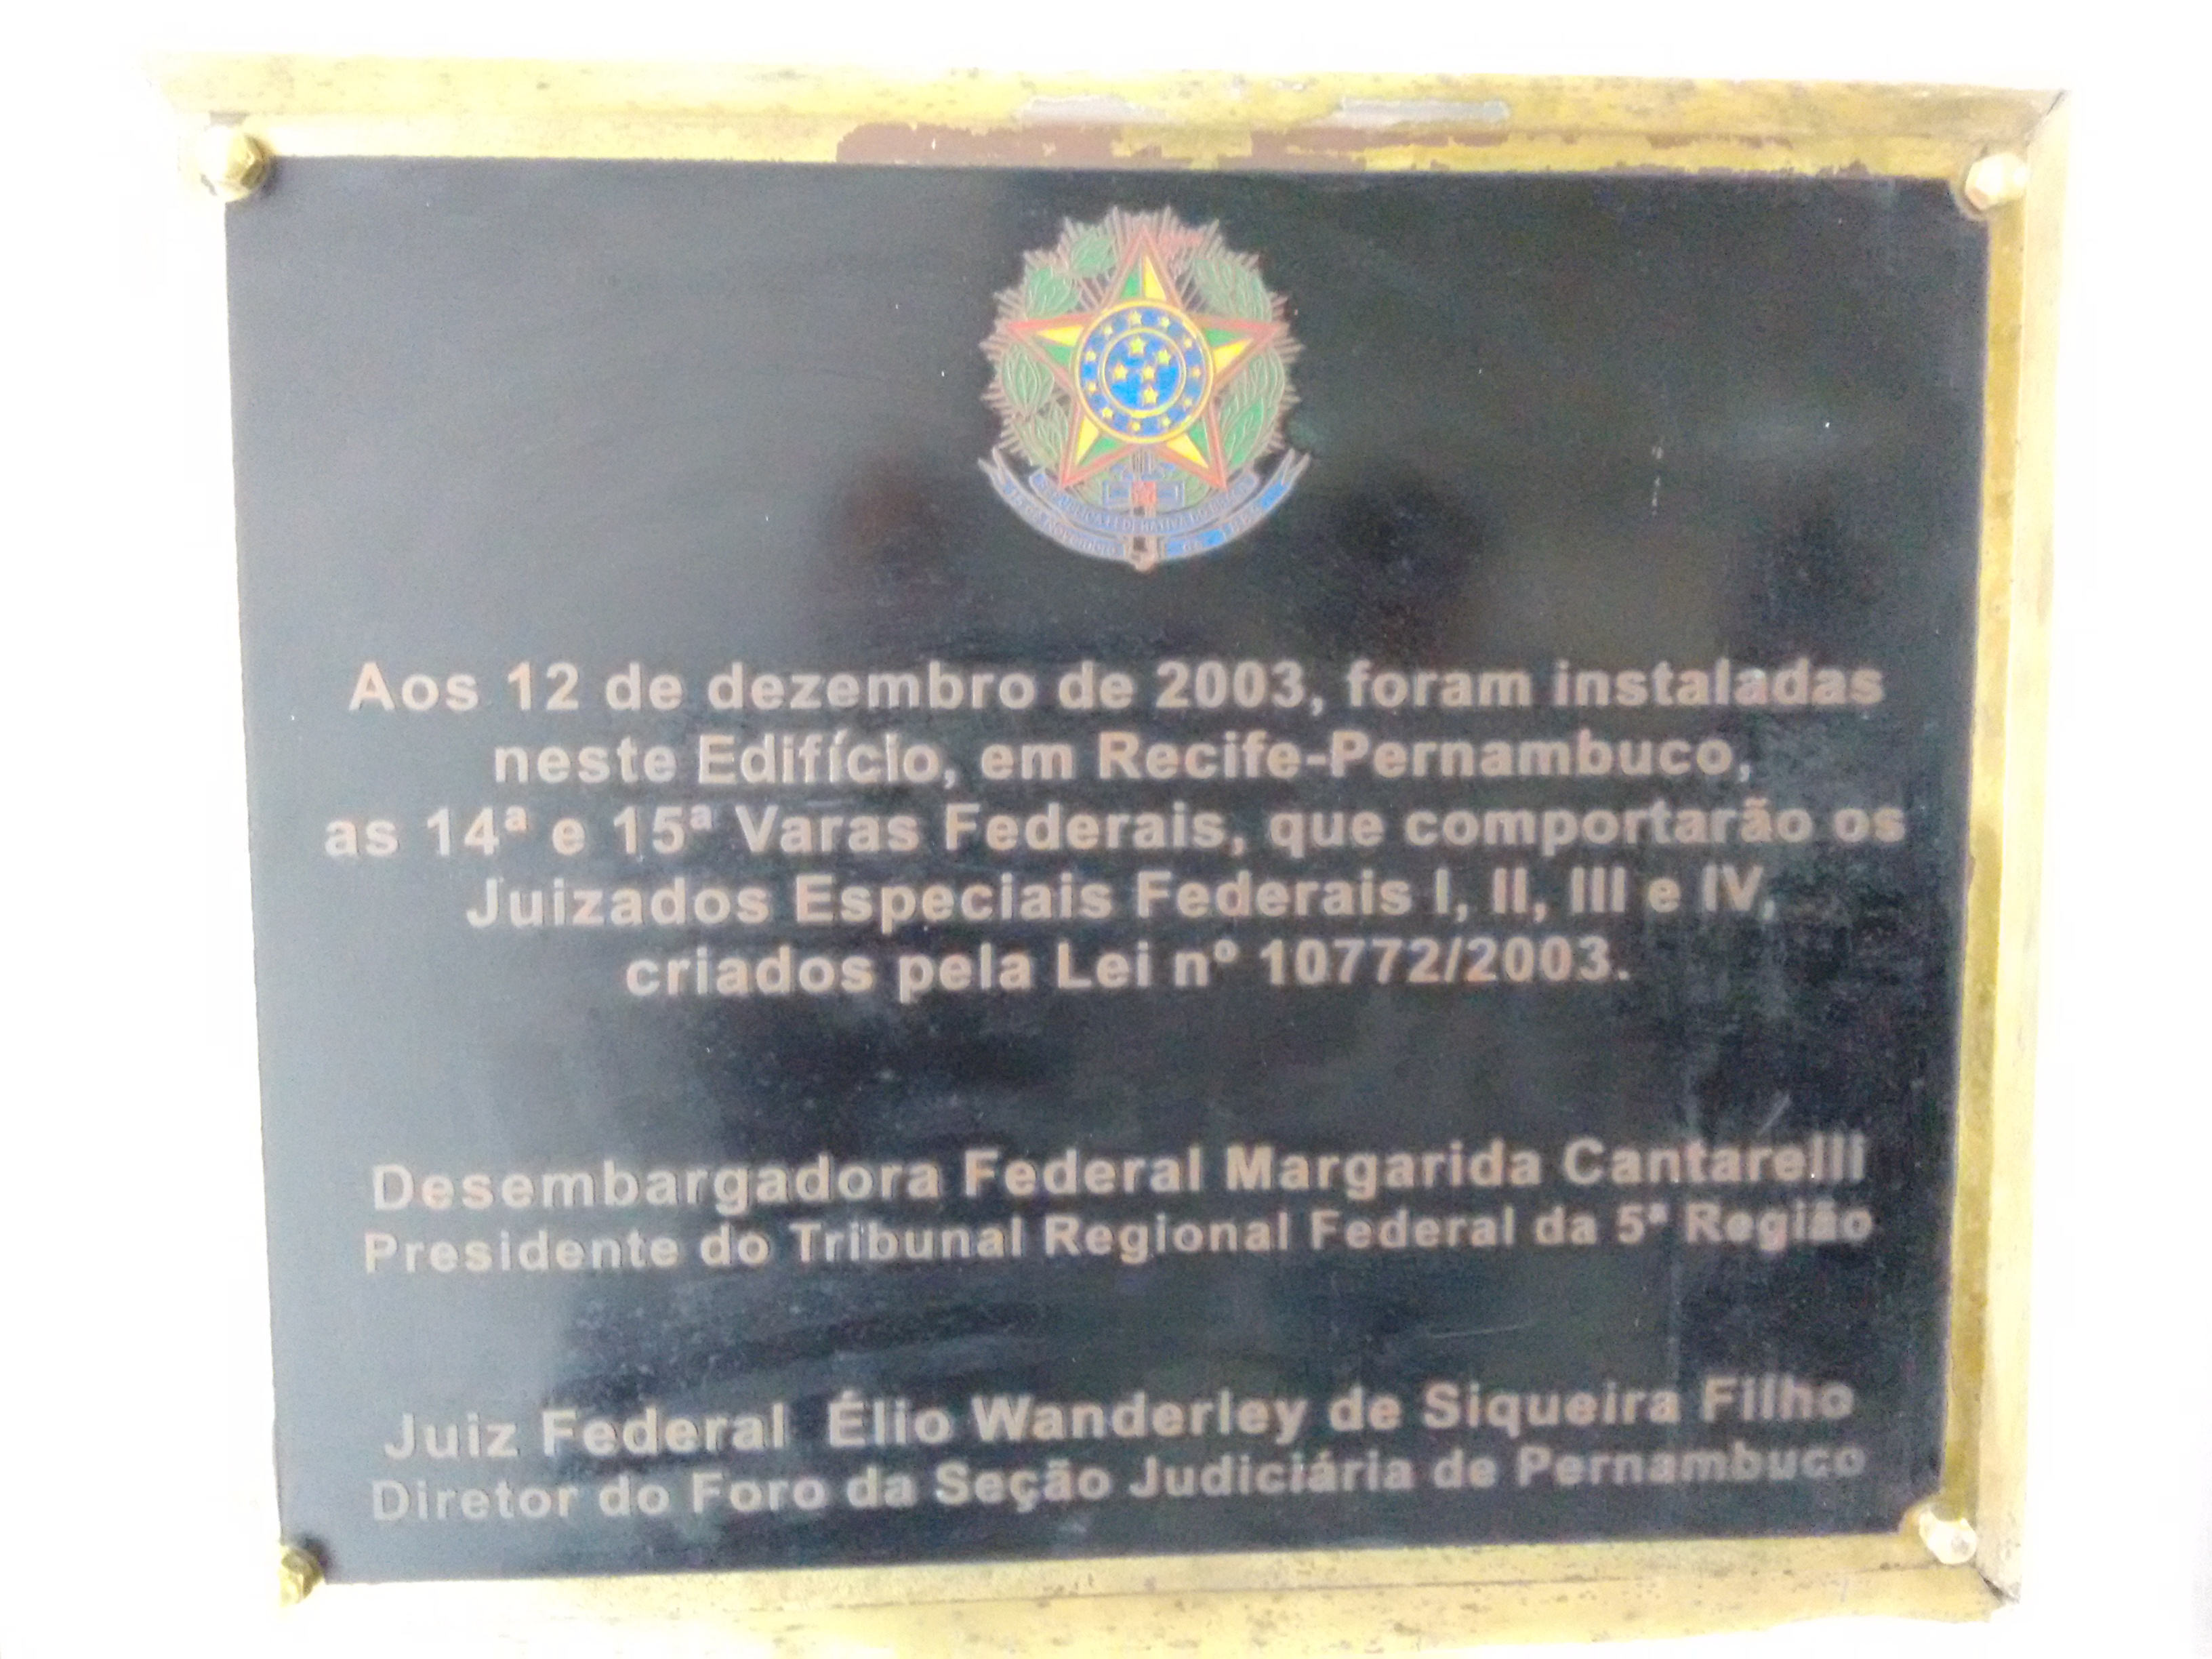 Aos 12 de dezembro de 2003, foram instaladas
neste Edifício, em Recife-Pernambuco,
as 14ª e 15ª Varas Federais, que comportarão os
Juizados Especiais Federais I, II, III e IV,
criados pela Lei nº 10772/2003.
Desembargadora Federal Margarida Cantarelli
Presidente do Tribunal Regional Federal da 5ª Região
Juiz Federal Élio Wanderley de Siqueira Filho
Diretor do Foro da Seção Judiciária de Pernambuco